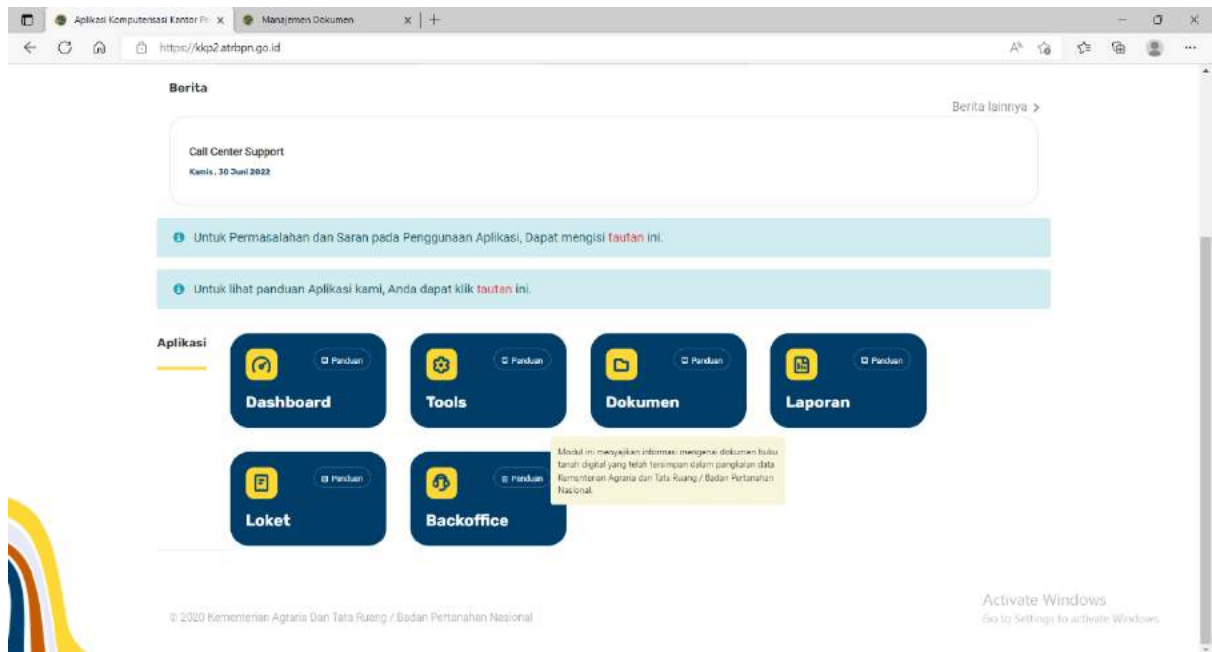 Aplikasi Komputerisasi Kantor Pe
Manajemen Dokumen
https://kkp2.atrbpn.go.id
Berita
Berita lainnya >
Call Center Support
Kamis, 30 Juni 2022
Untuk Permasalahan dan Saran pada Penggunaan Aplikasi, Dapat mengisi tautan ini.
Untuk lihat panduan Aplikasi kami, Anda dapat klik tautan ini.
Aplikasi
Panduan
Dashboard
Panduan
Tools
Panduan
Dokumen
Panduan
Laporan
Modul ini menyajikan informasi mengenai dokumen buku
tanah digital yang telah tersimpan dalam pangkalan data
Kementerian Agraria dan Tata Ruang / Badan Pertanahan
Nasional.
Panduan
Loket
Panduan
Backoffice
© 2020 Kementerian Agraria Dan Tata Ruang / Badan Pertanahan Nasional
Activate Windows
Go to Settings to activate Windows.